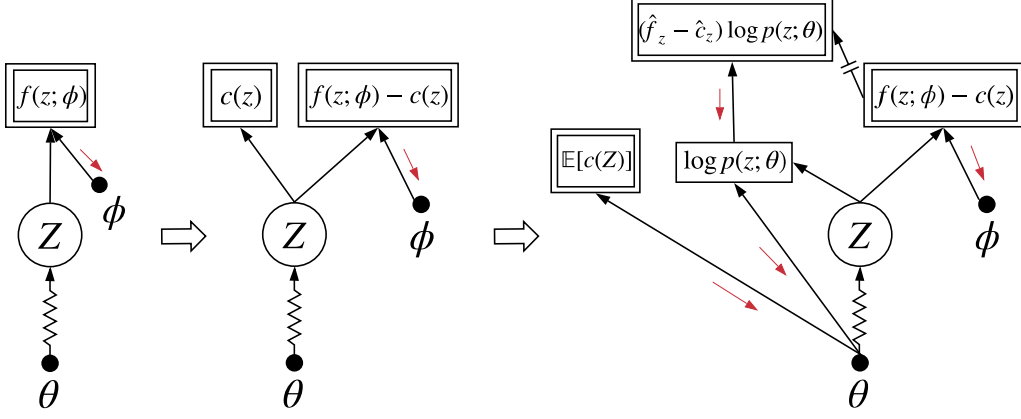 f(z; ϕ)
ϕ
Z
θ
c(z)
f(z; ϕ) − c(z)
ϕ
Z
θ
(f̂_z − ĉ_z) log p(z; θ)
f(z; ϕ) − c(z)
𝔼[c(Z)]
log p(z; θ)
Z
ϕ
θ